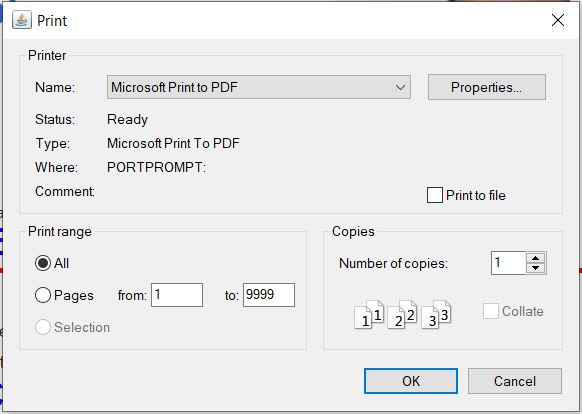 Print
Printer
Name: Microsoft Print to PDF Properties...
Status: Ready
Type: Microsoft Print To PDF
Where: PORTPROMPT:
Comment:
Print to file
Print range
All
Pages from: 1 to: 9999
Selection
Copies
Number of copies: 1
1 1 2 2 3 3
Collate
OK Cancel